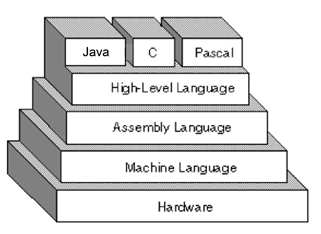 Java C Pascal
High-Level Language
Assembly Language
Machine Language
Hardware